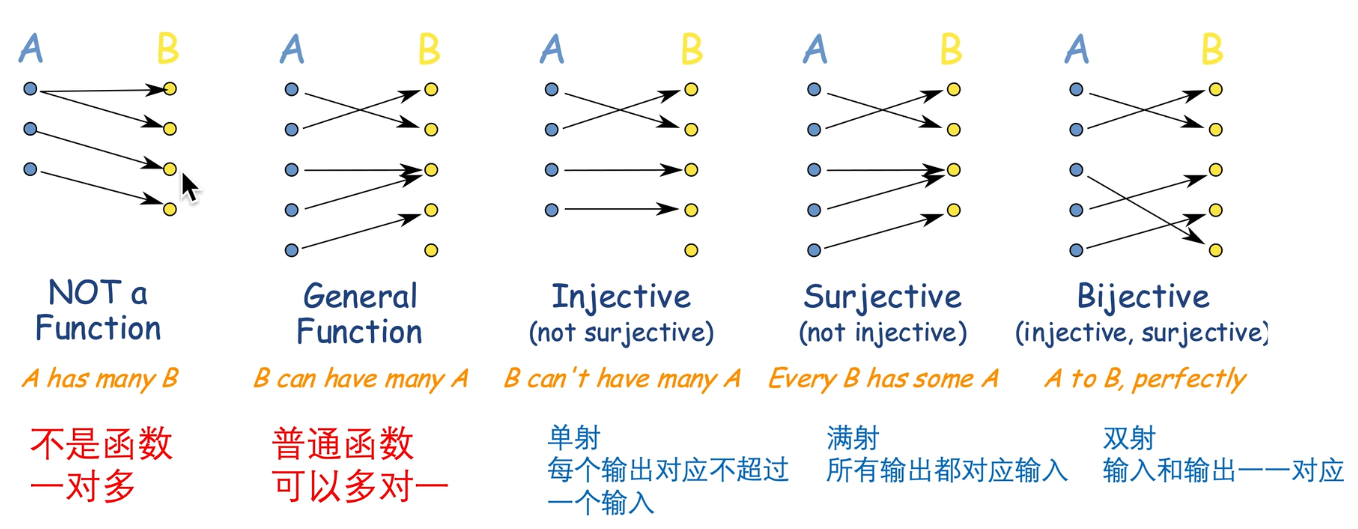 A B A B A B A B A B
NOT a
Function
General
Function
Injective
(not surjective)
Surjective
(not injective)
Bijective
(injective, surjective)
A has many B
B can have many A
B can't have many A
Every B has some A
A to B, perfectly
不是函数
一对多
普通函数
可以多对一
单射
每个输出对应不超过
一个输入
满射
所有输出都对应输入
双射
输入和输出一一对应